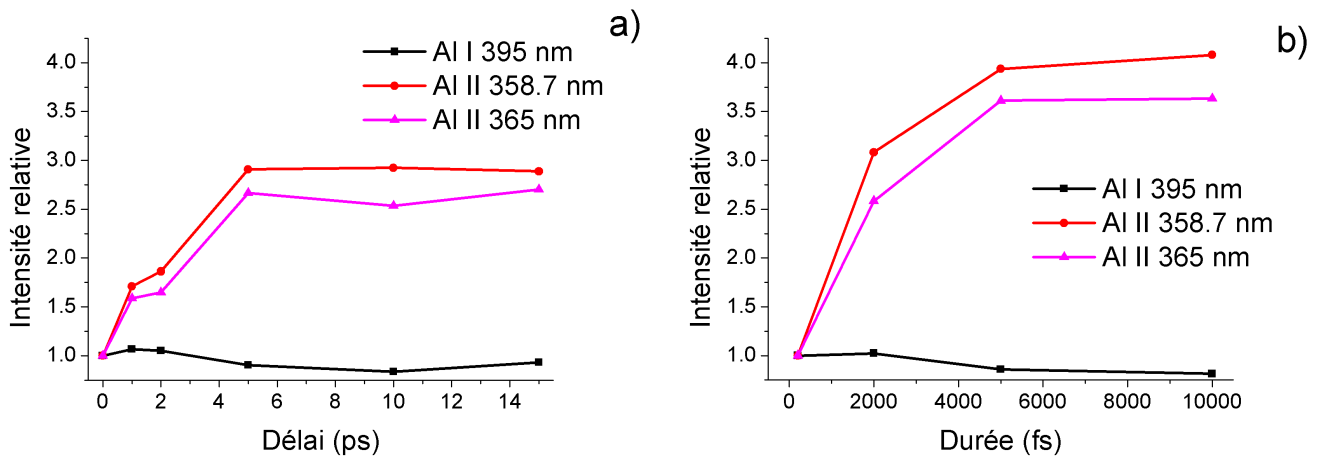 a)
Al I 395 nm
Al II 358.7 nm
Al II 365 nm
4.0
3.5
3.0
2.5
2.0
1.5
1.0
Intensité relative
0 2 4 6 8 10 12 14
Délai (ps)
b)
4.0
3.5
3.0
2.5
2.0
1.5
1.0
Intensité relative
Al I 395 nm
Al II 358.7 nm
Al II 365 nm
0 2000 4000 6000 8000 10000
Durée (fs)